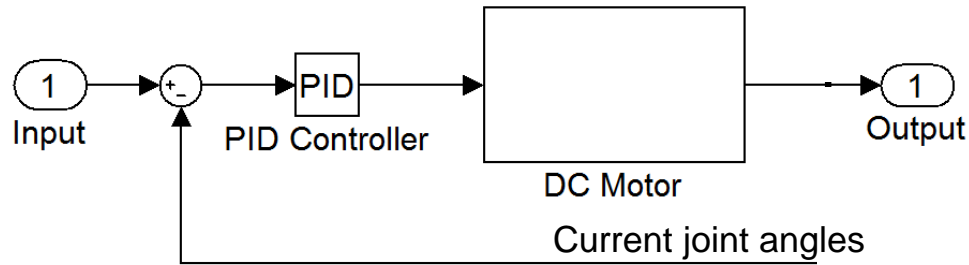 1
Input
+
−
PID
PID Controller
DC Motor
1
Output
Current joint angles